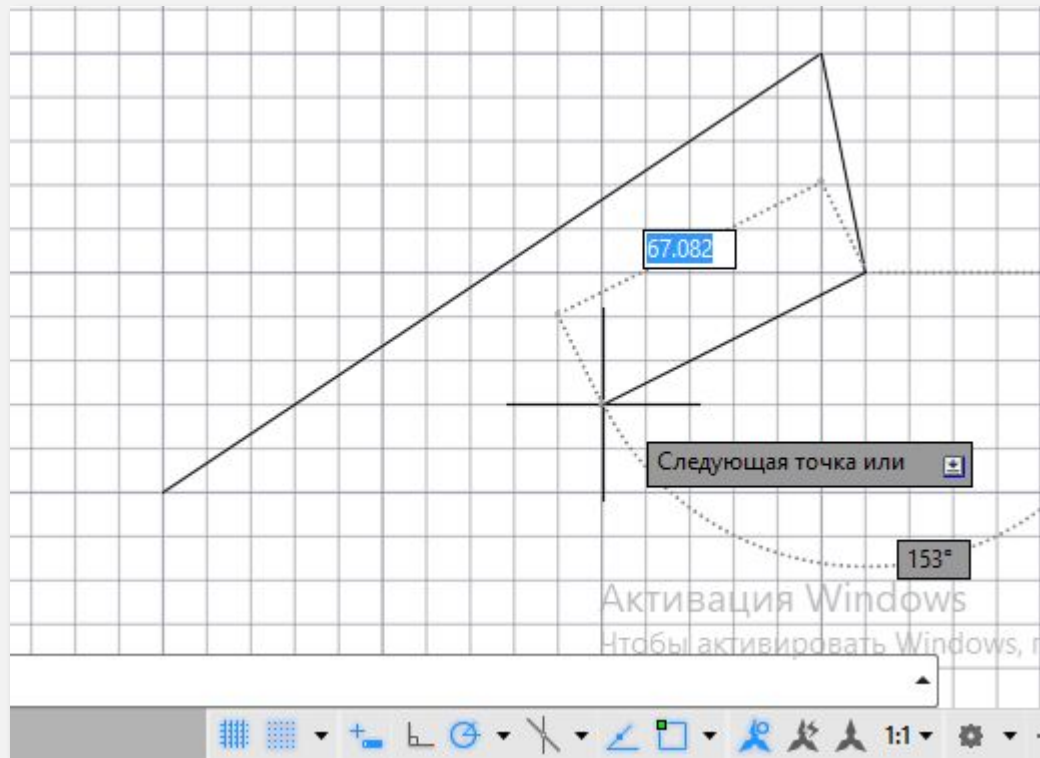 67.082
Следующая точка или
153°
Активация Windows
Чтобы активировать Windows,
1:1